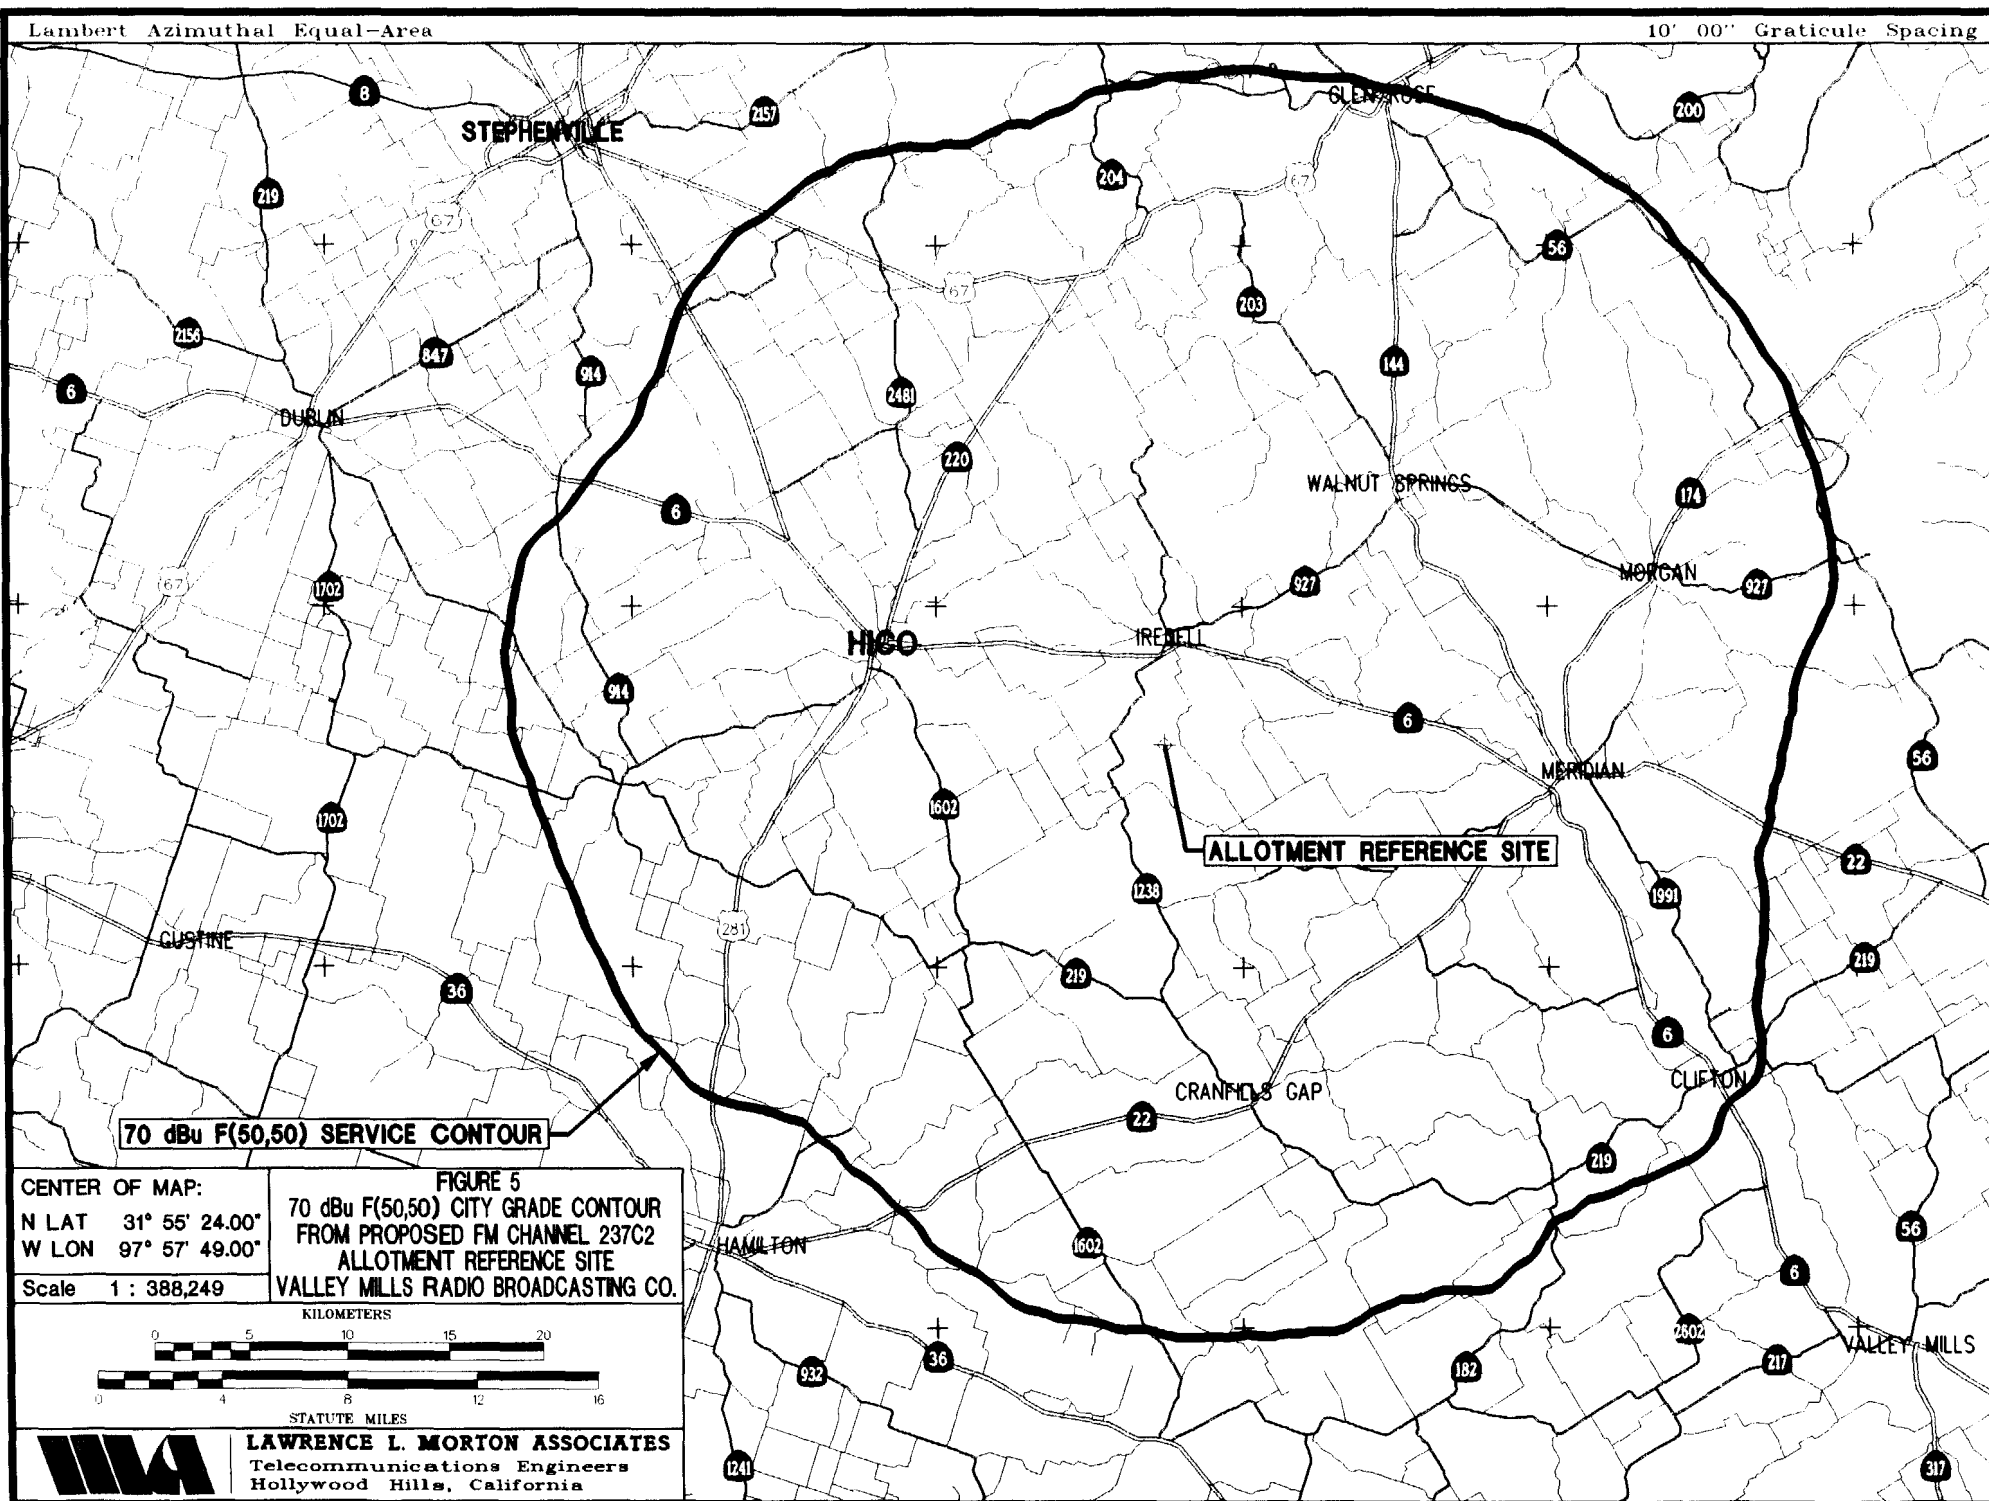 Lambert Azimuthal Equal-Area
10' 00'' Graticule Spacing
8
STEPHENVILLE
2157
GLEN ROSE
200
219
204
67
67
56
67
203
2156
847
914
144
6
2481
DUBLIN
220
WALNUT SPRINGS
174
6
67
1702
927
MORGAN
927
HICO
IREDELL
914
6
56
MERIDIAN
1602
1702
ALLOTMENT REFERENCE SITE
22
1238
1991
281
GUSTINE
219
219
36
6
CLIFTON
CRANFILLS GAP
22
70 dBu F(50,50) SERVICE CONTOUR
219
CENTER OF MAP:
N LAT 31° 55' 24.00"
W LON 97° 57' 49.00"
Scale 1 : 388,249
FIGURE 5
70 dBu F(50,50) CITY GRADE CONTOUR
FROM PROPOSED FM CHANNEL 237C2
ALLOTMENT REFERENCE SITE
VALLEY MILLS RADIO BROADCASTING CO.
HAMILTON
1602
56
6
KILOMETERS
0 5 10 15 20
0 4 8 12 16
STATUTE MILES
2602
VALLEY MILLS
932
36
182
217
LAWRENCE L. MORTON ASSOCIATES
Telecommunications Engineers
Hollywood Hills, California
1241
317